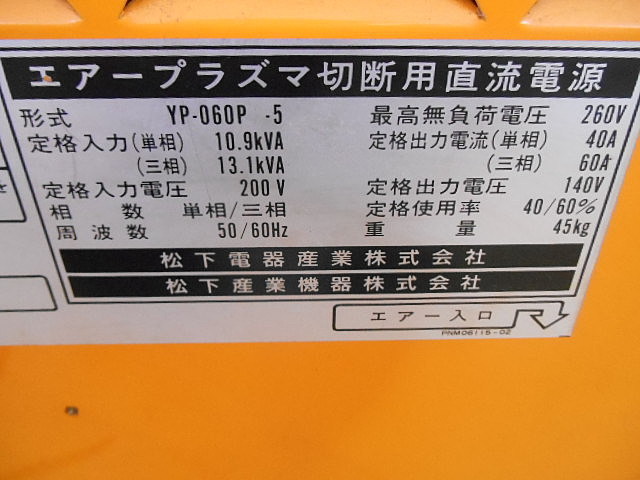 エアープラズマ切断用直流電源
形式 YP-060P -5 最高無負荷電圧 260V
定格入力(単相) 10.9kVA 定格出力電流(単相) 40A
(三相) 13.1kVA (三相) 60A
定格入力電圧 200V 定格出力電圧 140V
相数 単相/三相 定格使用率 40/60%
周波数 50/60Hz 重量 45kg
松下電器産業株式会社
松下産業機器株式会社
エアー入口
PNM06115-02